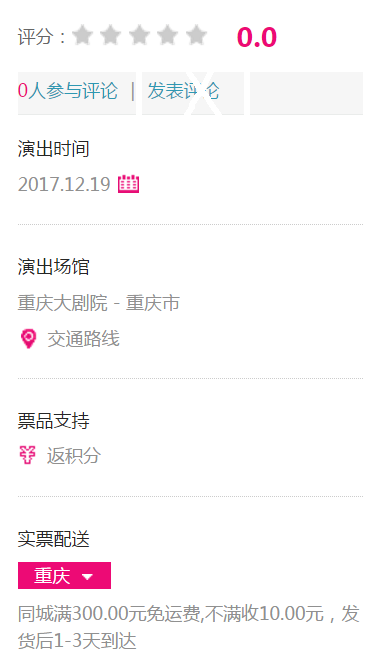 评分： 0.0
0人参与评论 | 发表评论
演出时间
2017.12.19
演出场馆
重庆大剧院 - 重庆市
交通路线
票品支持
返积分
实票配送
重庆
同城满300.00元免运费,不满收10.00元，发
货后1-3天到达